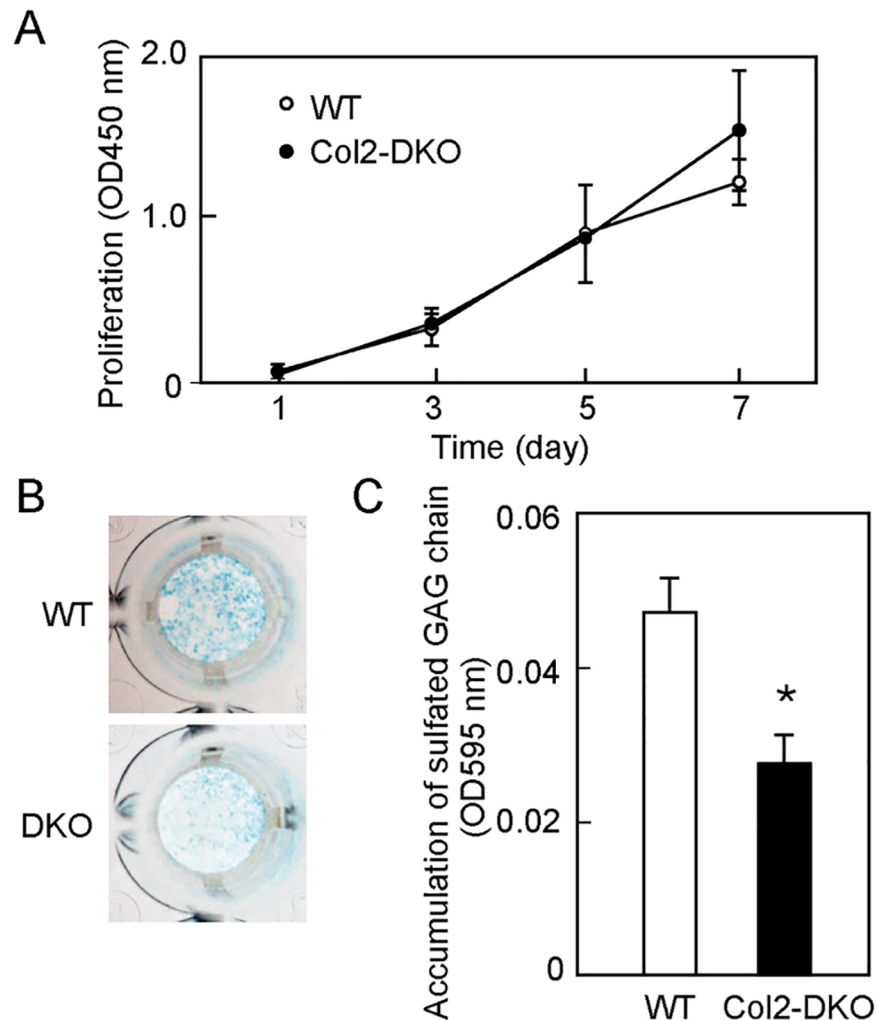 A
Proliferation (OD450 nm)
2.0
1.0
0
WT
Col2-DKO
1 3 5 7
Time (day)
B
WT
DKO
C
Accumulation of sulfated GAG chain
(OD595 nm)
0.06
0.04
0.02
0
*
WT Col2-DKO